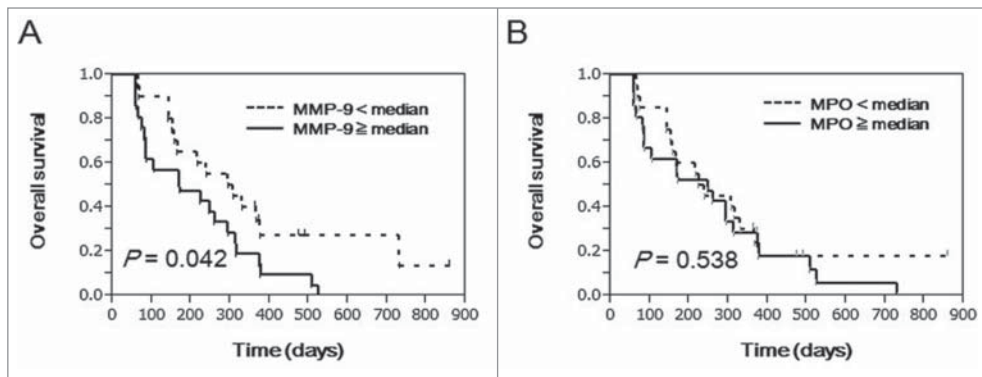 A
Overall survival
1.0
0.8
0.6
0.4
0.2
0.0
MMP-9 < median
MMP-9 ≧ median
P = 0.042
0 100 200 300 400 500 600 700 800 900
Time (days)
B
Overall survival
1.0
0.8
0.6
0.4
0.2
0.0
MPO < median
MPO ≧ median
P = 0.538
0 100 200 300 400 500 600 700 800 900
Time (days)